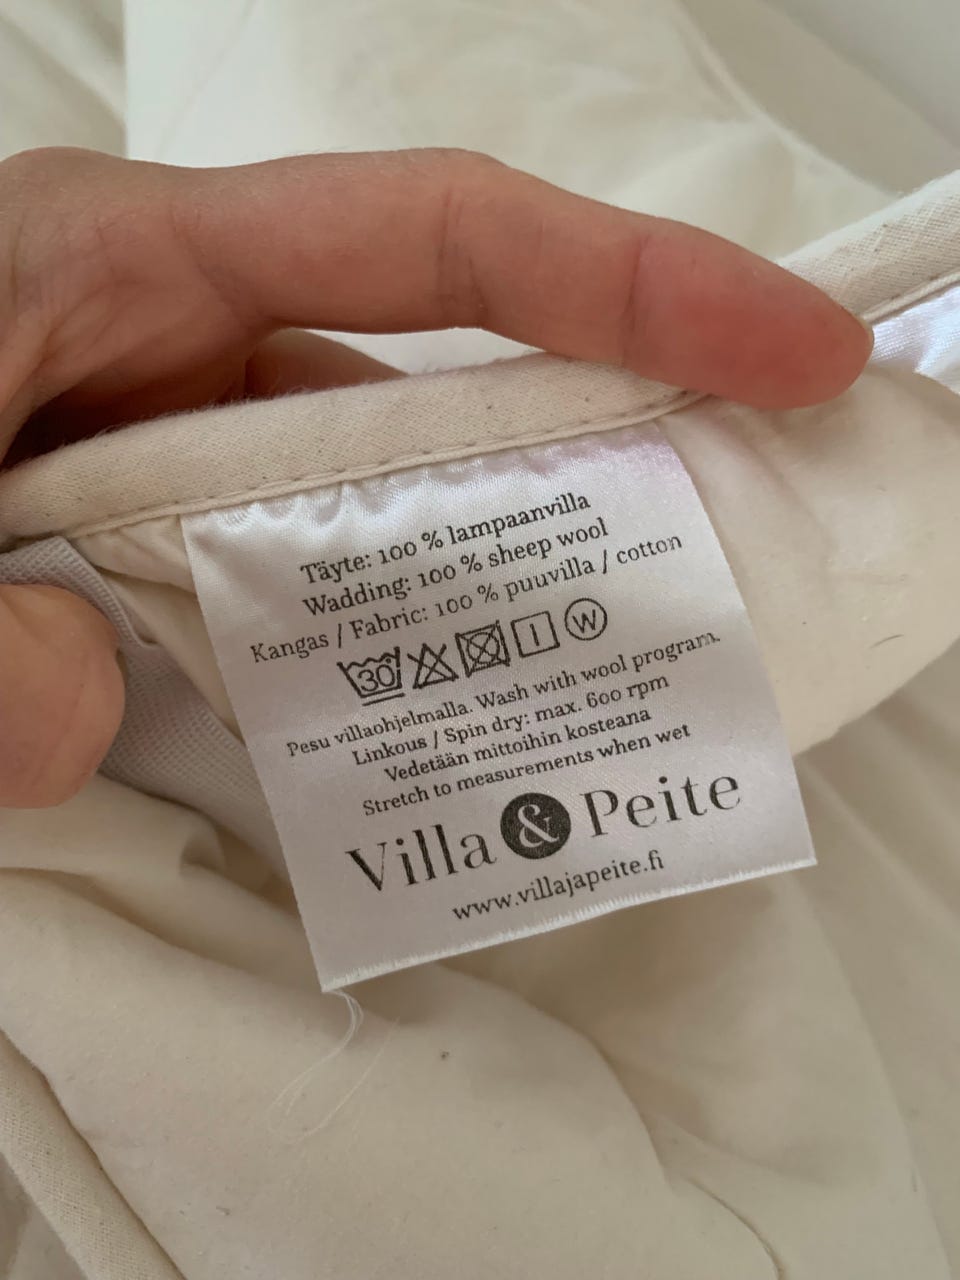 Täyte: 100 % lampaanvilla
Wadding: 100 % sheep wool
Kangas / Fabric: 100 % puuvilla / cotton
30 I W
Pesu villaohjelmalla. Wash with wool program.
Linkous / Spin dry: max. 600 rpm
Vedetään mittoihin kosteana
Stretch to measurements when wet
Villa & Peite
www.villajapeite.fi